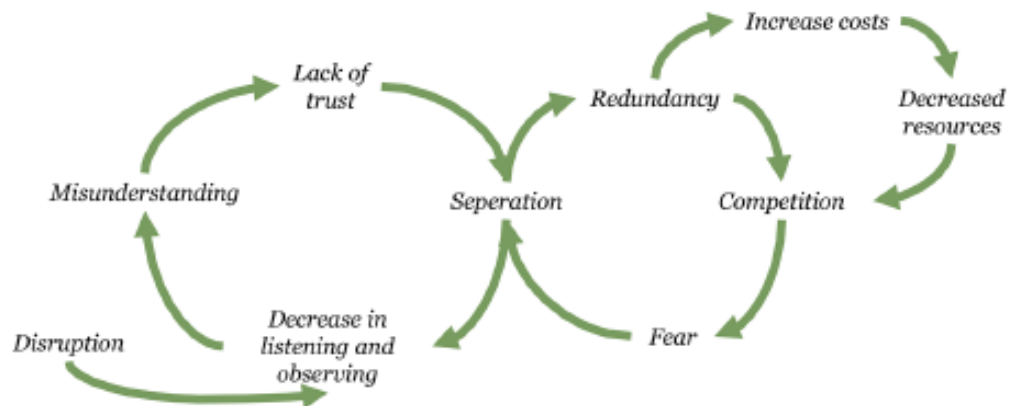 Increase costs
Lack of
trust
Redundancy
Decreased
resources
Misunderstanding
Seperation
Competition
Disruption
Decrease in
listening and
observing
Fear